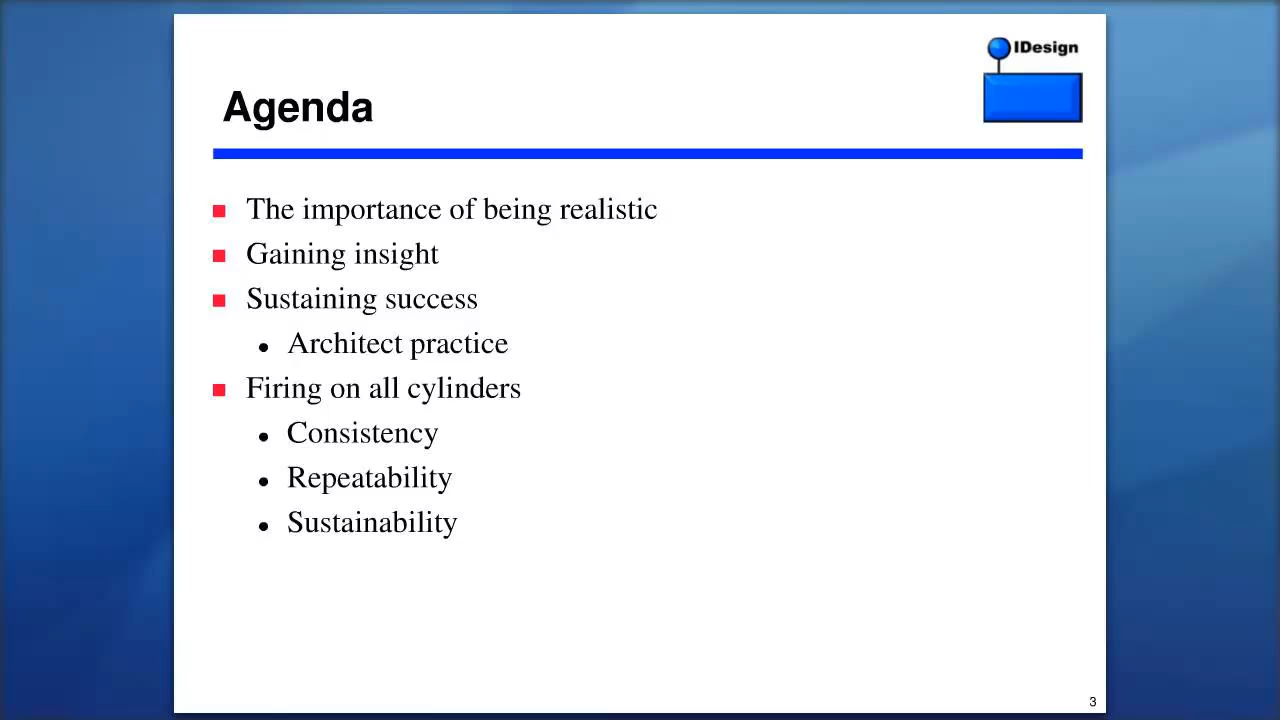 IDesign
Agenda
The importance of being realistic
Gaining insight
Sustaining success
Architect practice
Firing on all cylinders
Consistency
Repeatability
Sustainability
3